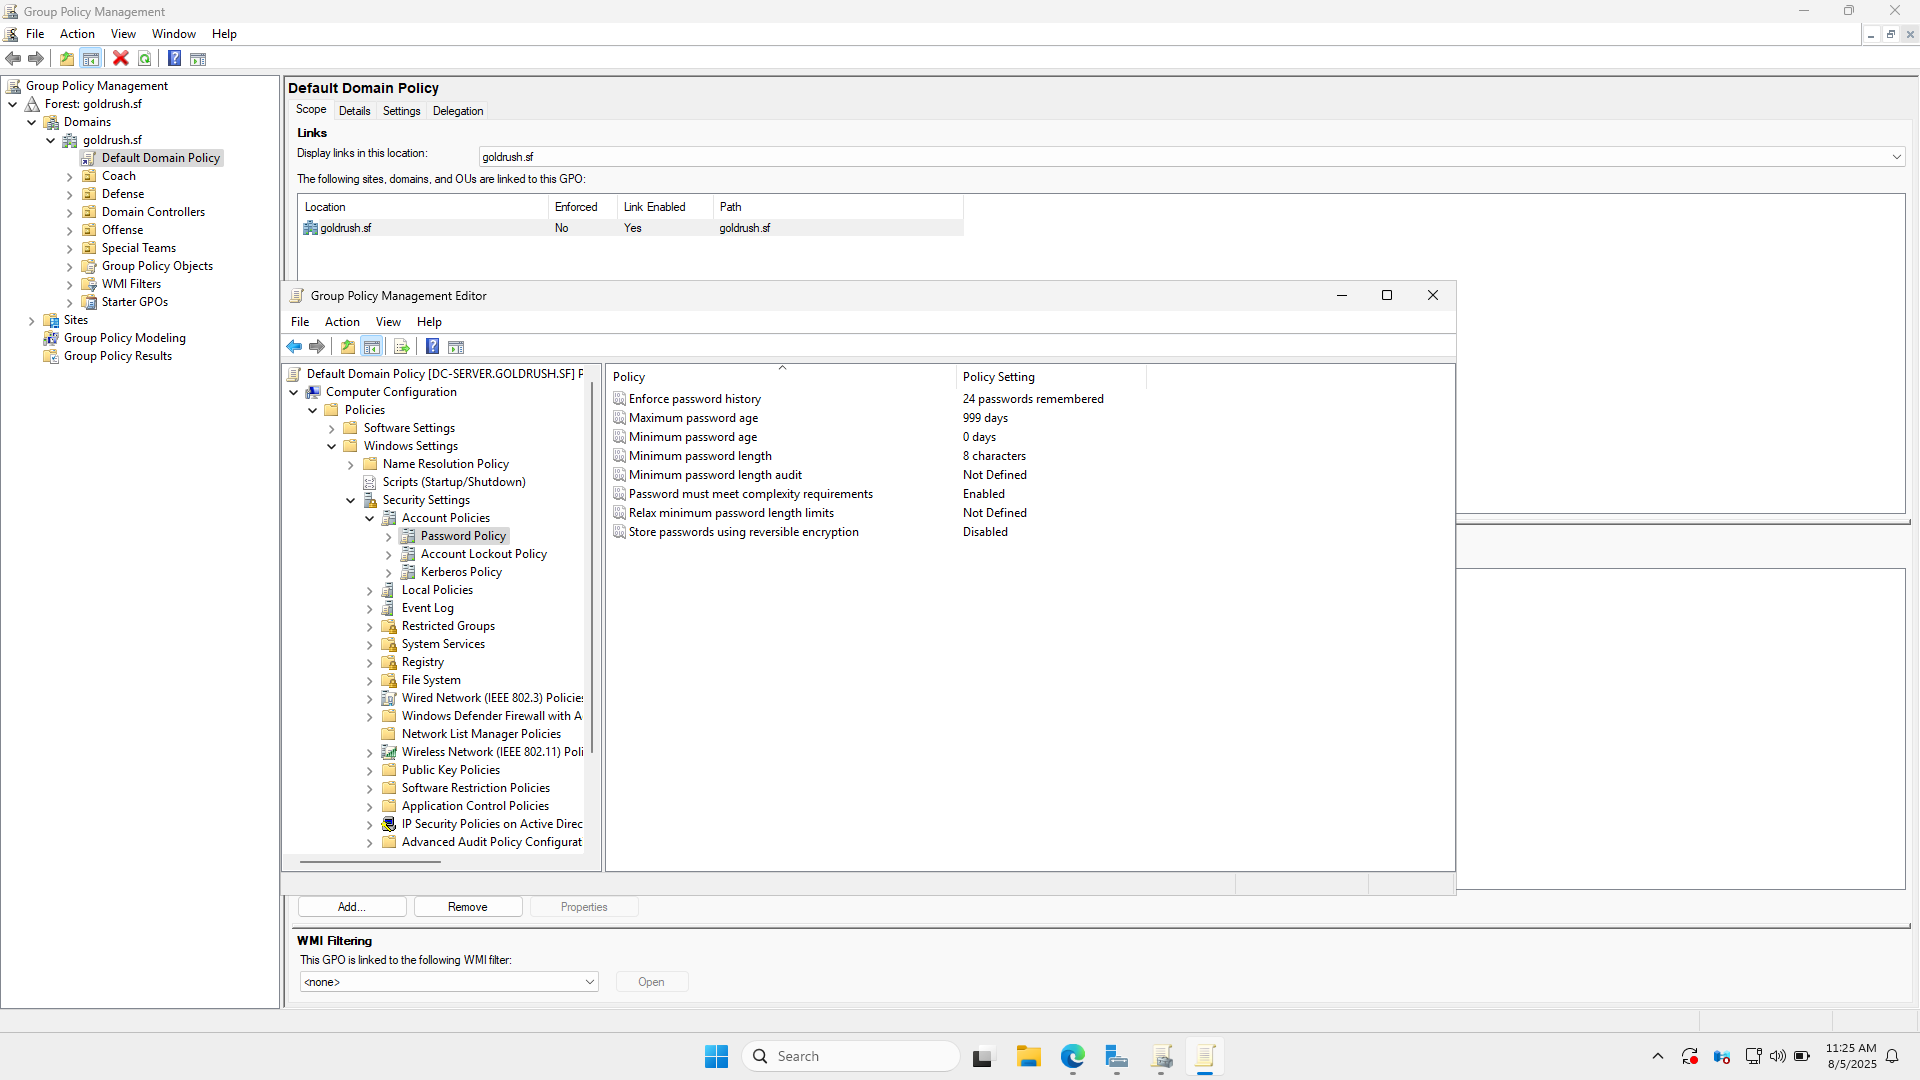 Group Policy Management
File Action View Window Help
Group Policy Management
Forest: goldrush.sf
Domains
goldrush.sf
Default Domain Policy
Coach
Defense
Domain Controllers
Offense
Special Teams
Group Policy Objects
WMI Filters
Starter GPOs
Sites
Group Policy Modeling
Group Policy Results
Default Domain Policy
Scope Details Settings Delegation
Links
Display links in this location: goldrush.sf
The following sites, domains, and OUs are linked to this GPO:
Location Enforced Link Enabled Path
goldrush.sf No Yes goldrush.sf
Group Policy Management Editor
File Action View Help
Default Domain Policy [DC-SERVER.GOLDRUSH.SF] P
Computer Configuration
Policies
Software Settings
Windows Settings
Name Resolution Policy
Scripts (Startup/Shutdown)
Security Settings
Account Policies
Password Policy
Account Lockout Policy
Kerberos Policy
Local Policies
Event Log
Restricted Groups
System Services
Registry
File System
Wired Network (IEEE 802.3) Policies
Windows Defender Firewall with A
Network List Manager Policies
Wireless Network (IEEE 802.11) Poli
Public Key Policies
Software Restriction Policies
Application Control Policies
IP Security Policies on Active Direc
Advanced Audit Policy Configurat
Policy Policy Setting
Enforce password history 24 passwords remembered
Maximum password age 999 days
Minimum password age 0 days
Minimum password length 8 characters
Minimum password length audit Not Defined
Password must meet complexity requirements Enabled
Relax minimum password length limits Not Defined
Store passwords using reversible encryption Disabled
Add... Remove Properties
WMI Filtering
This GPO is linked to the following WMI filter:
<none> Open
Search
11:25 AM
8/5/2025